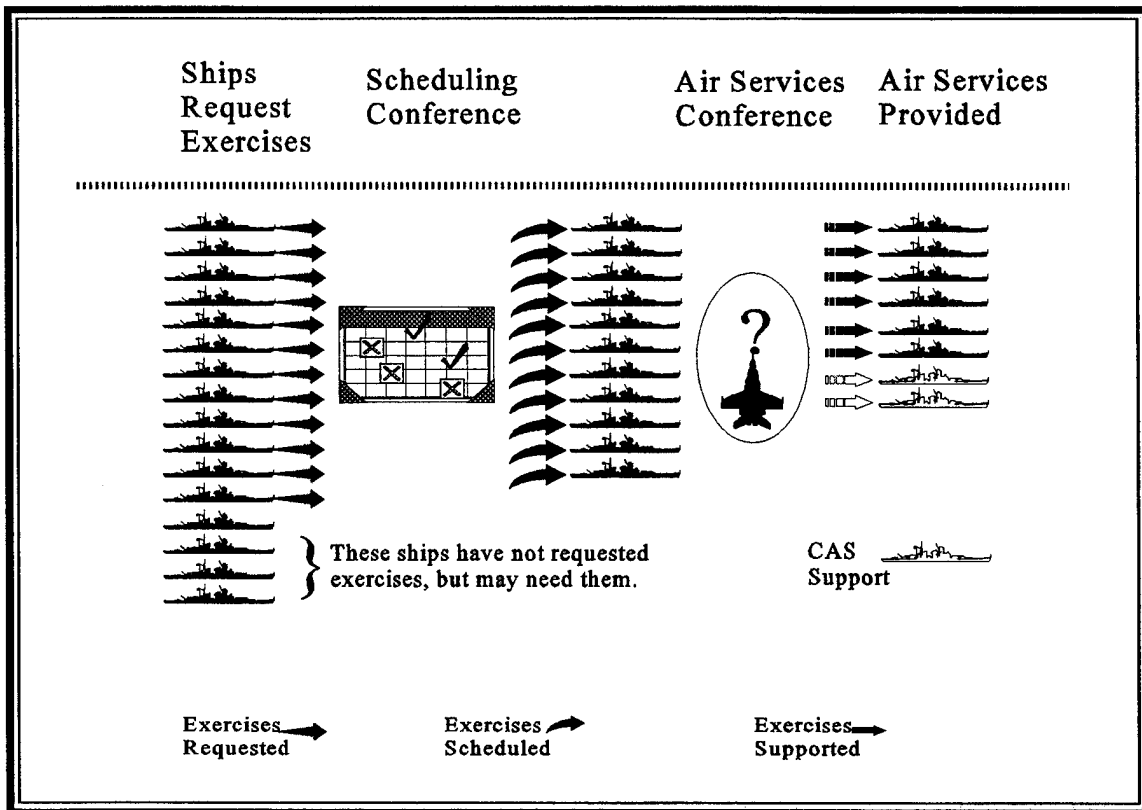 Ships
Request
Exercises
Scheduling
Conference
Air Services
Conference
Air Services
Provided
?
These ships have not requested
exercises, but may need them.
CAS
Support
Exercises
Requested
Exercises
Scheduled
Exercises
Supported